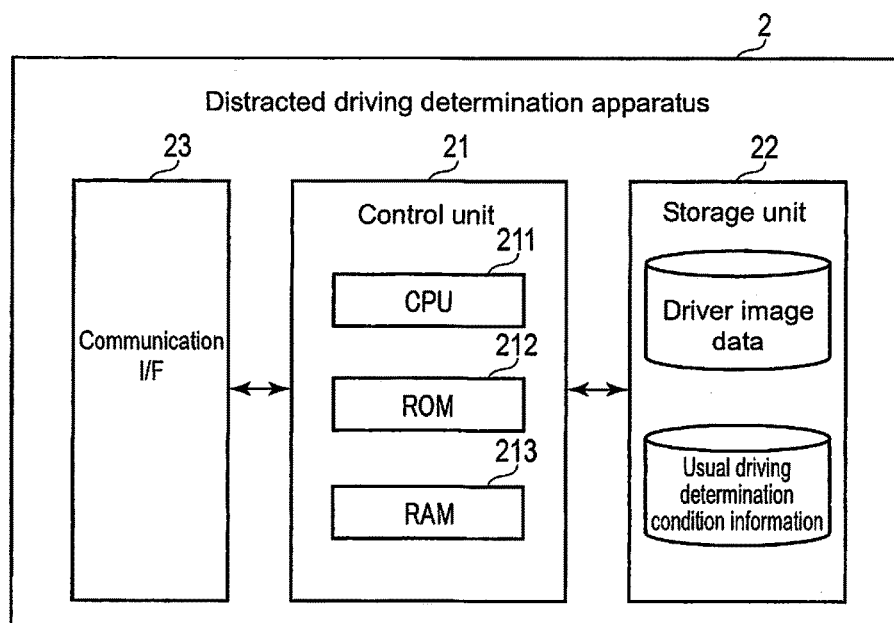 2
Distracted driving determination apparatus
23
Communication
I/F
21
Control unit
211
CPU
212
ROM
213
RAM
22
Storage unit
Driver image
data
Usual driving
determination
condition information